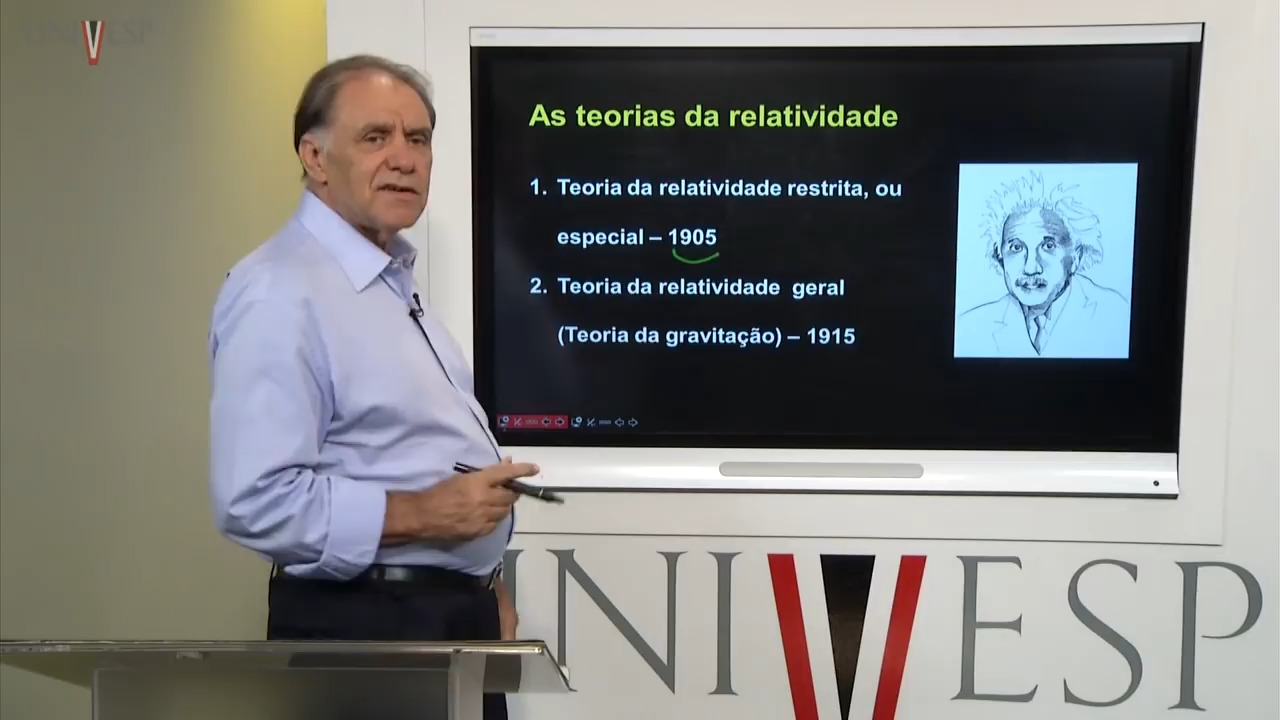 UNIVESP
As teorias da relatividade
1. Teoria da relatividade restrita, ou
especial – 1905
2. Teoria da relatividade geral
(Teoria da gravitação) – 1915
UNIVESP